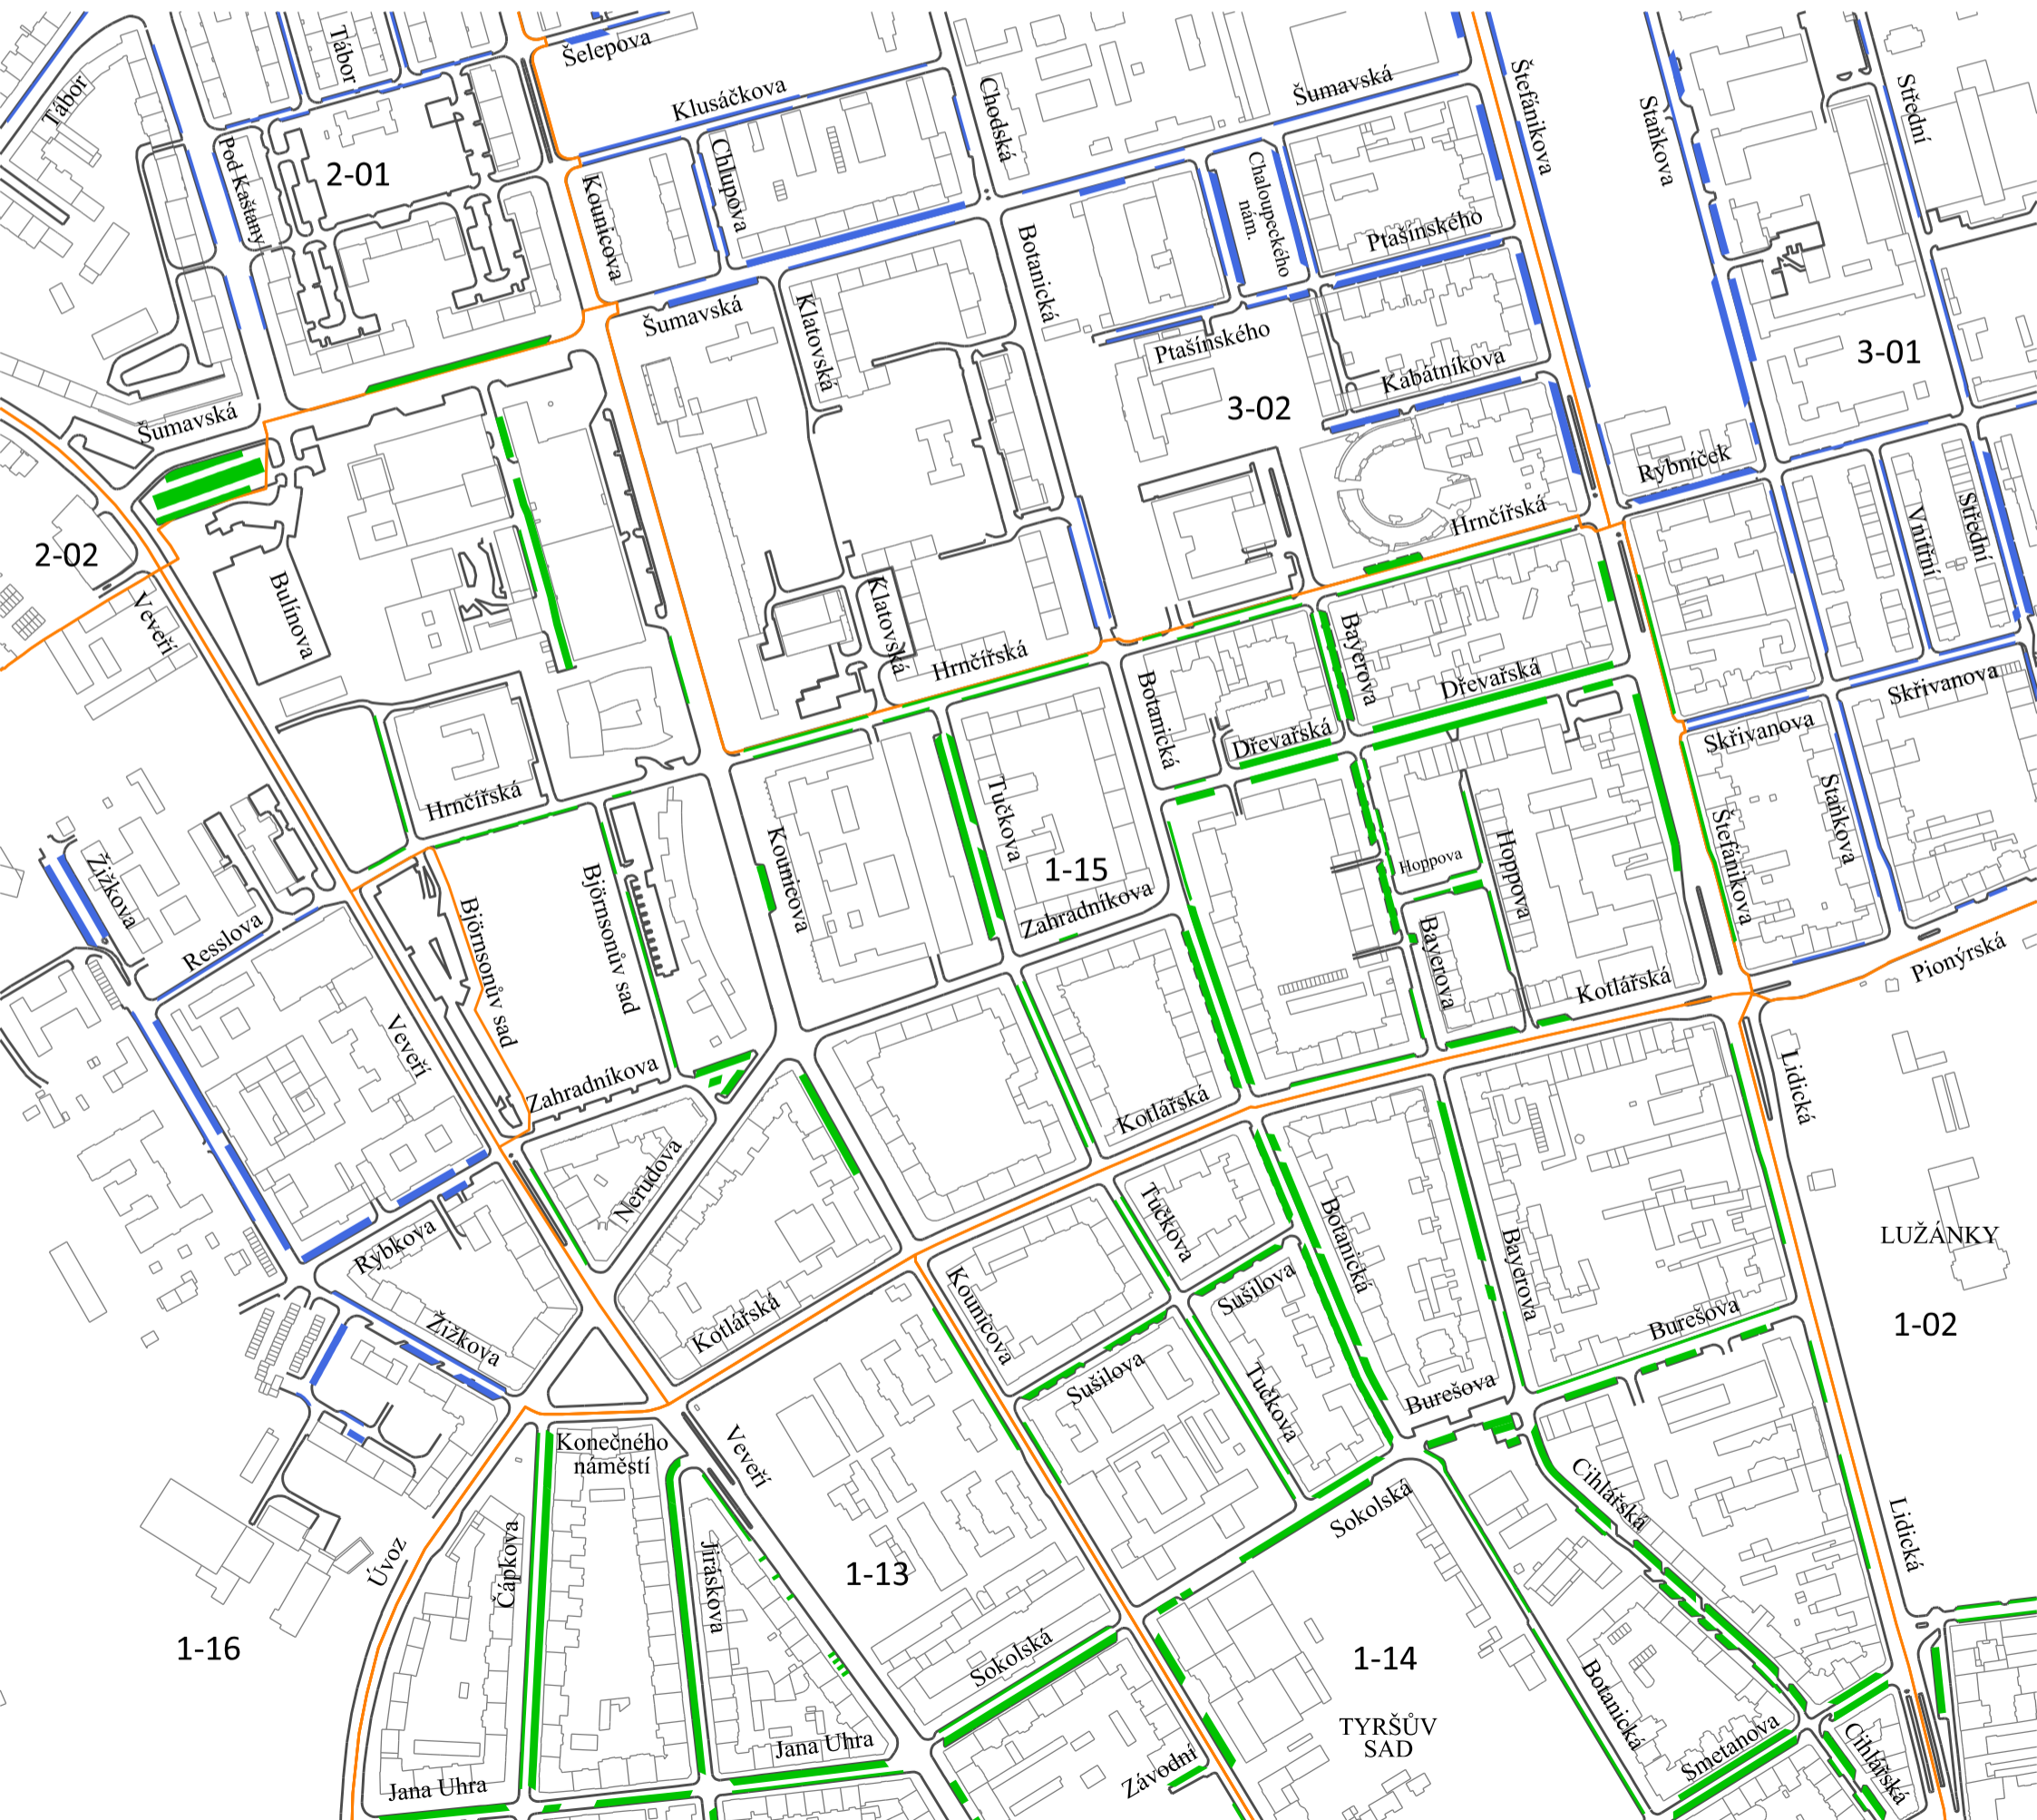 Šelepova
Tábor
Tábor
Klusáčkova
Chodská
Šumavská
Štefánikova
Staňkova
Střední
Pod Kaštany
2-01
Kounicova
Chlupova
Chaloupeckého
nám.
Ptašínského
Botanická
Šumavská
Klatovská
Ptašínského
Kabátníkova
3-01
3-02
Šumavská
Rybníček
Hrnčířská
Vnitřní
Střední
2-02
Bulínova
Veveří
Klatovská
Hrnčířská
Botanická
Bayerova
Dřevařská
Dřevařská
Skřivanova
Skřivanova
Hrnčířská
Tučkova
Kounicova
1-15
Hoppova
Hoppova
Štefánikova
Staňkova
Žižkova
Resslova
Björnsonův sad
Björnsonův sad
Zahradníkova
Bayerova
Kotlářská
Pionýrská
Veveří
Zahradníkova
Kotlářská
Lidická
Nerudova
Rybkova
Tučkova
Botanická
Bayerova
LUŽÁNKY
Žižkova
Kotlářská
Kounicova
Sušilova
Sušilova
Burešova
1-02
Tučkova
Burešova
Konečného
náměstí
Veveří
Sokolská
Cihlářská
Lidická
Úvoz
Čápkova
Jiráskova
1-13
1-16
Sokolská
1-14
Botanická
TYRŠŮV
SAD
Jana Uhra
Jana Uhra
Závodní
Smetanova
Cihlářská